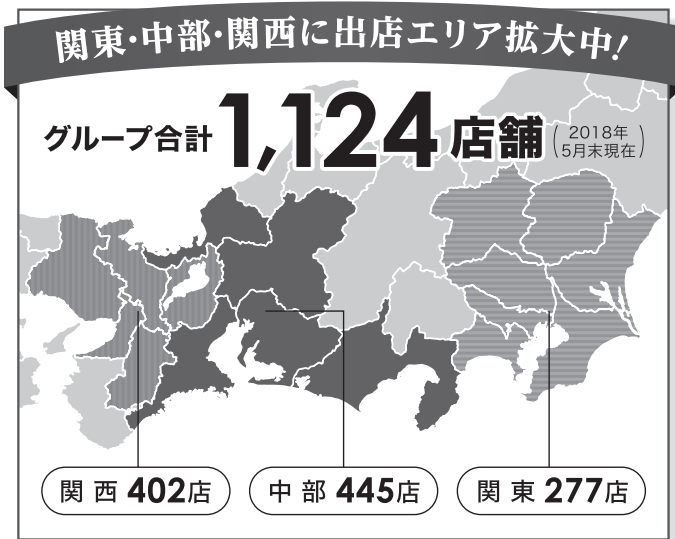 関東・中部・関西に出店エリア拡大中!
グループ合計 1,124店舗 (2018年
5月末現在)
関西 402店
中部 445店
関東 277店